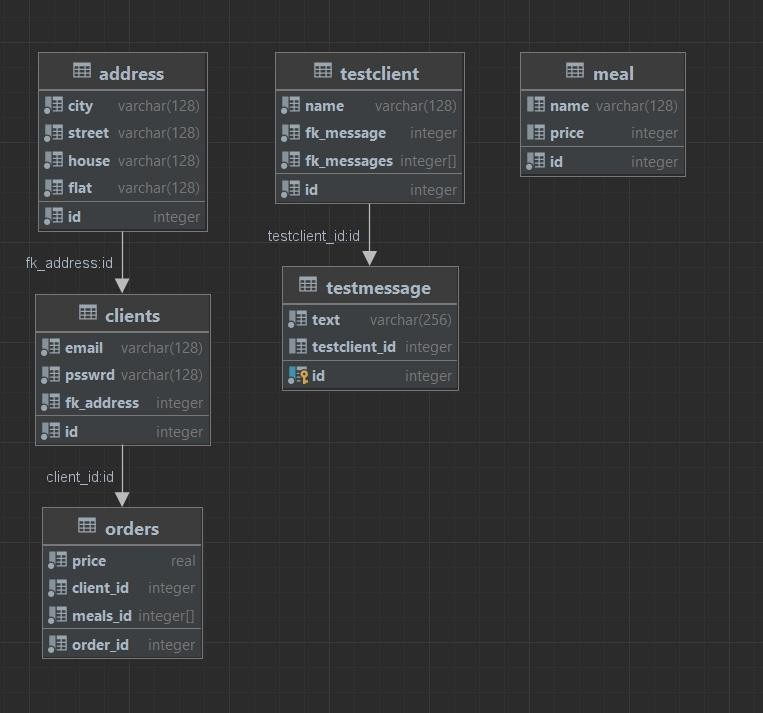 address
city varchar(128)
street varchar(128)
house varchar(128)
flat varchar(128)
id integer
fk_address:id
clients
email varchar(128)
psswrd varchar(128)
fk_address integer
id integer
client_id:id
orders
price real
client_id integer
meals_id integer[]
order_id integer
testclient
name varchar(128)
fk_message integer
fk_messages integer[]
id integer
testclient_id:id
testmessage
text varchar(256)
testclient_id integer
id integer
meal
name varchar(128)
price integer
id integer